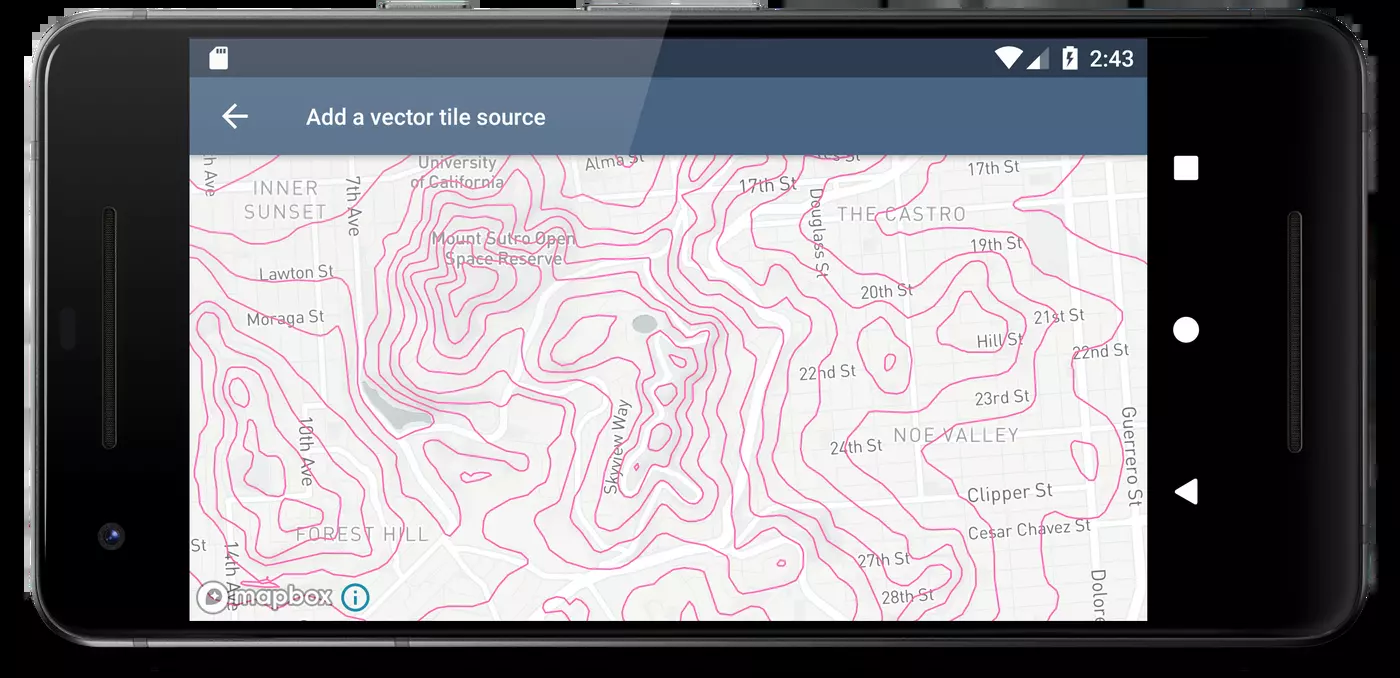 2:43
Add a vector tile source
University
of California
Alma St
17th St
17th St
INNER
SUNSET
7th Ave
Douglass St
THE CASTRO
Mount Sutro Open
Space Reserve
19th St
Lawton St
20th St
Moraga St
21st St
Hill St
22nd St
22nd St
23rd St
Skyview Way
10th Ave
24th St
NOE VALLEY
Guerrero St
Clipper St
Cesar Chavez St
FOREST HILL
St
27th St
28th St
mapbox